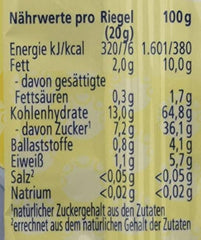 Nährwerte pro Riegel 100g
(20g)
Energie kJ/kcal 320/76 1.601/380
Fett 2,0g 10,0g
- davon gesättigte
Fettsäuren 0,3g 1,7g
Kohlenhydrate 13,0g 64,8g
- davon Zucker¹ 7,2g 36,1g
Ballaststoffe 0,8g 4,1g
Eiweiß 1,1g 5,7g
Salz² <0,05g <0,05g
Natrium <0,02g <0,02g
¹natürlicher Zuckergehalt aus den Zutaten
²errechnet aus dem natürlichen Gehalt der Zutaten